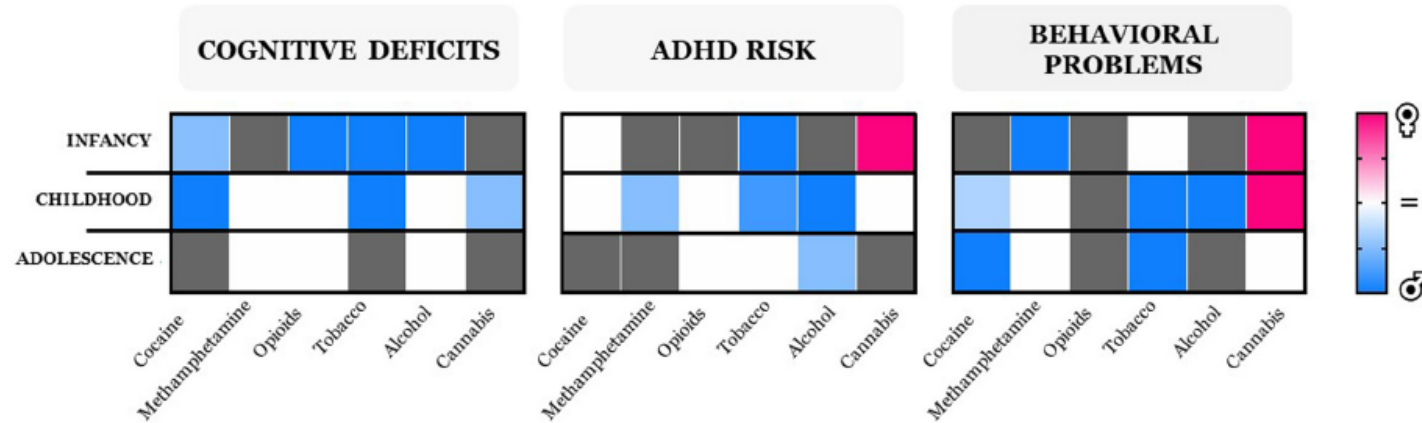 COGNITIVE DEFICITS
ADHD RISK
BEHAVIORAL
PROBLEMS
INFANCY
CHILDHOOD
ADOLESCENCE
=
Cocaine
Methamphetamine
Opioids
Tobacco
Alcohol
Cannabis
Cocaine
Methamphetamine
Opioids
Tobacco
Alcohol
Cannabis
Cocaine
Methamphetamine
Opioids
Tobacco
Alcohol
Cannabis